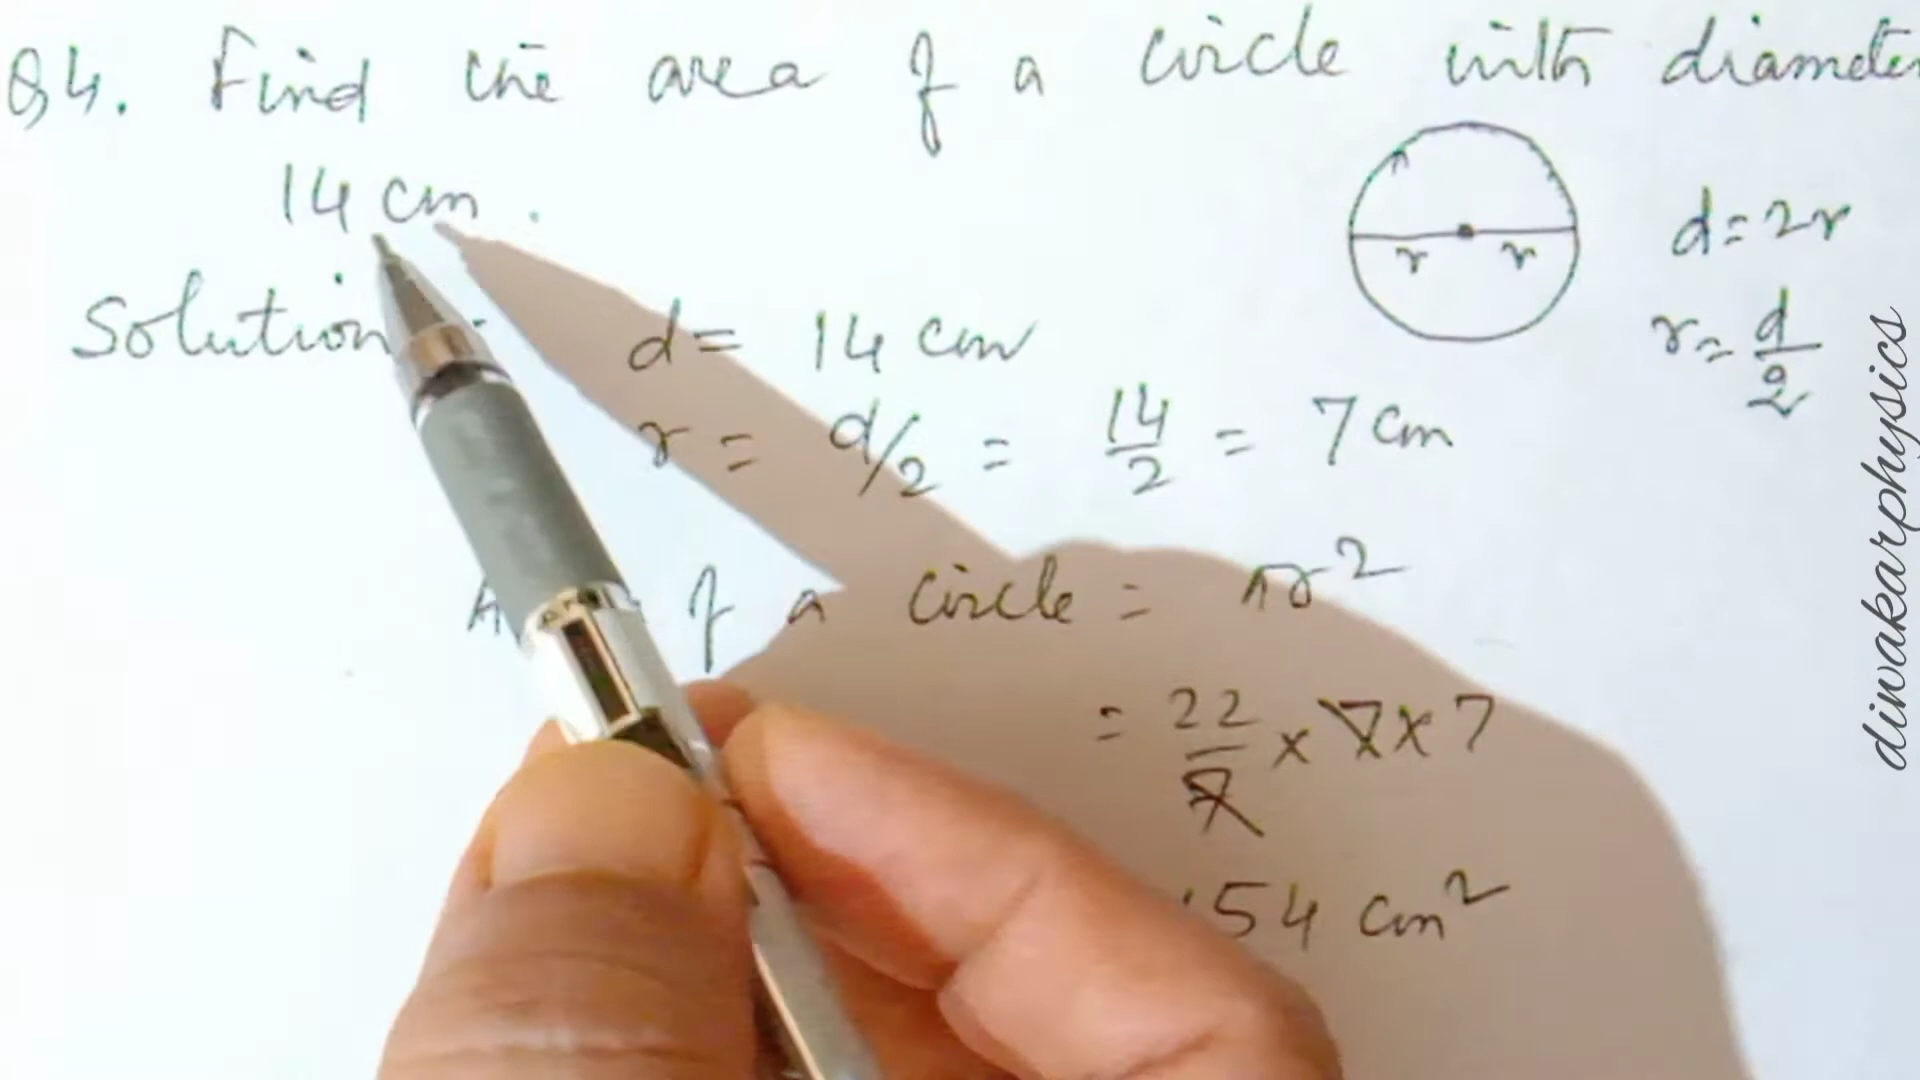 Q4. Find the area of a circle with diameter
14 cm.
r r
d = 2r
r = d/2
Solution
d = 14 cm
r = d/2 = 14/2 = 7 cm
of a circle = πr²
= 22/7 x 7 x 7
54 cm²
diwakarphysics